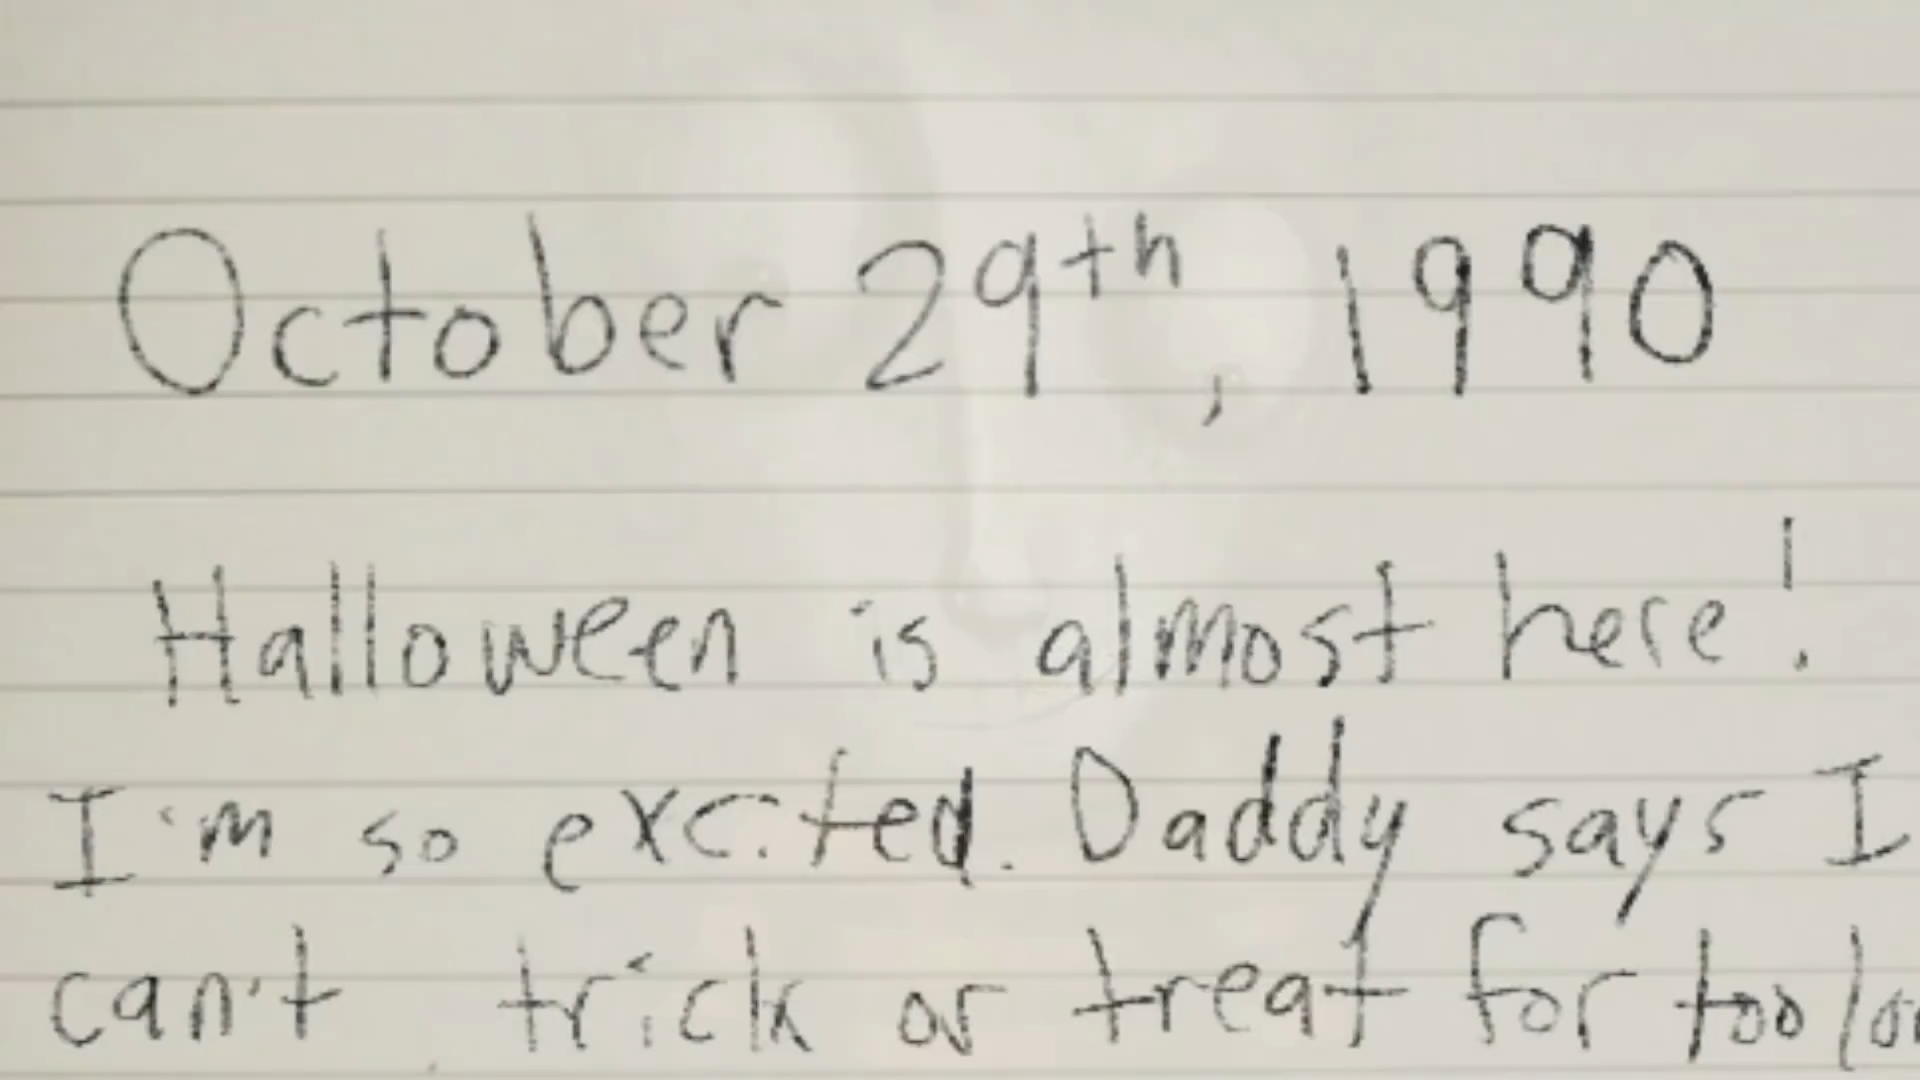 October 29th, 1990
Halloween is almost here!
I'm so excited. Daddy says I
can't trick or treat for too